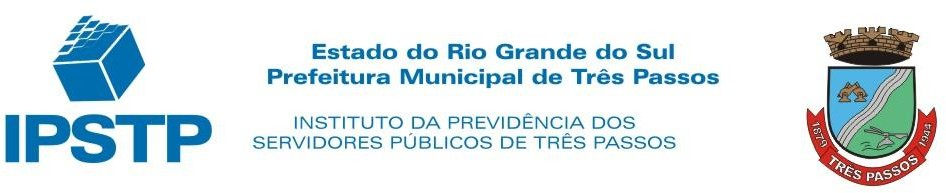 IPSTP
Estado do Rio Grande do Sul
Prefeitura Municipal de Três Passos
INSTITUTO DA PREVIDÊNCIA DOS
SERVIDORES PÚBLICOS DE TRÊS PASSOS
1879 TRÊS PASSOS 1944